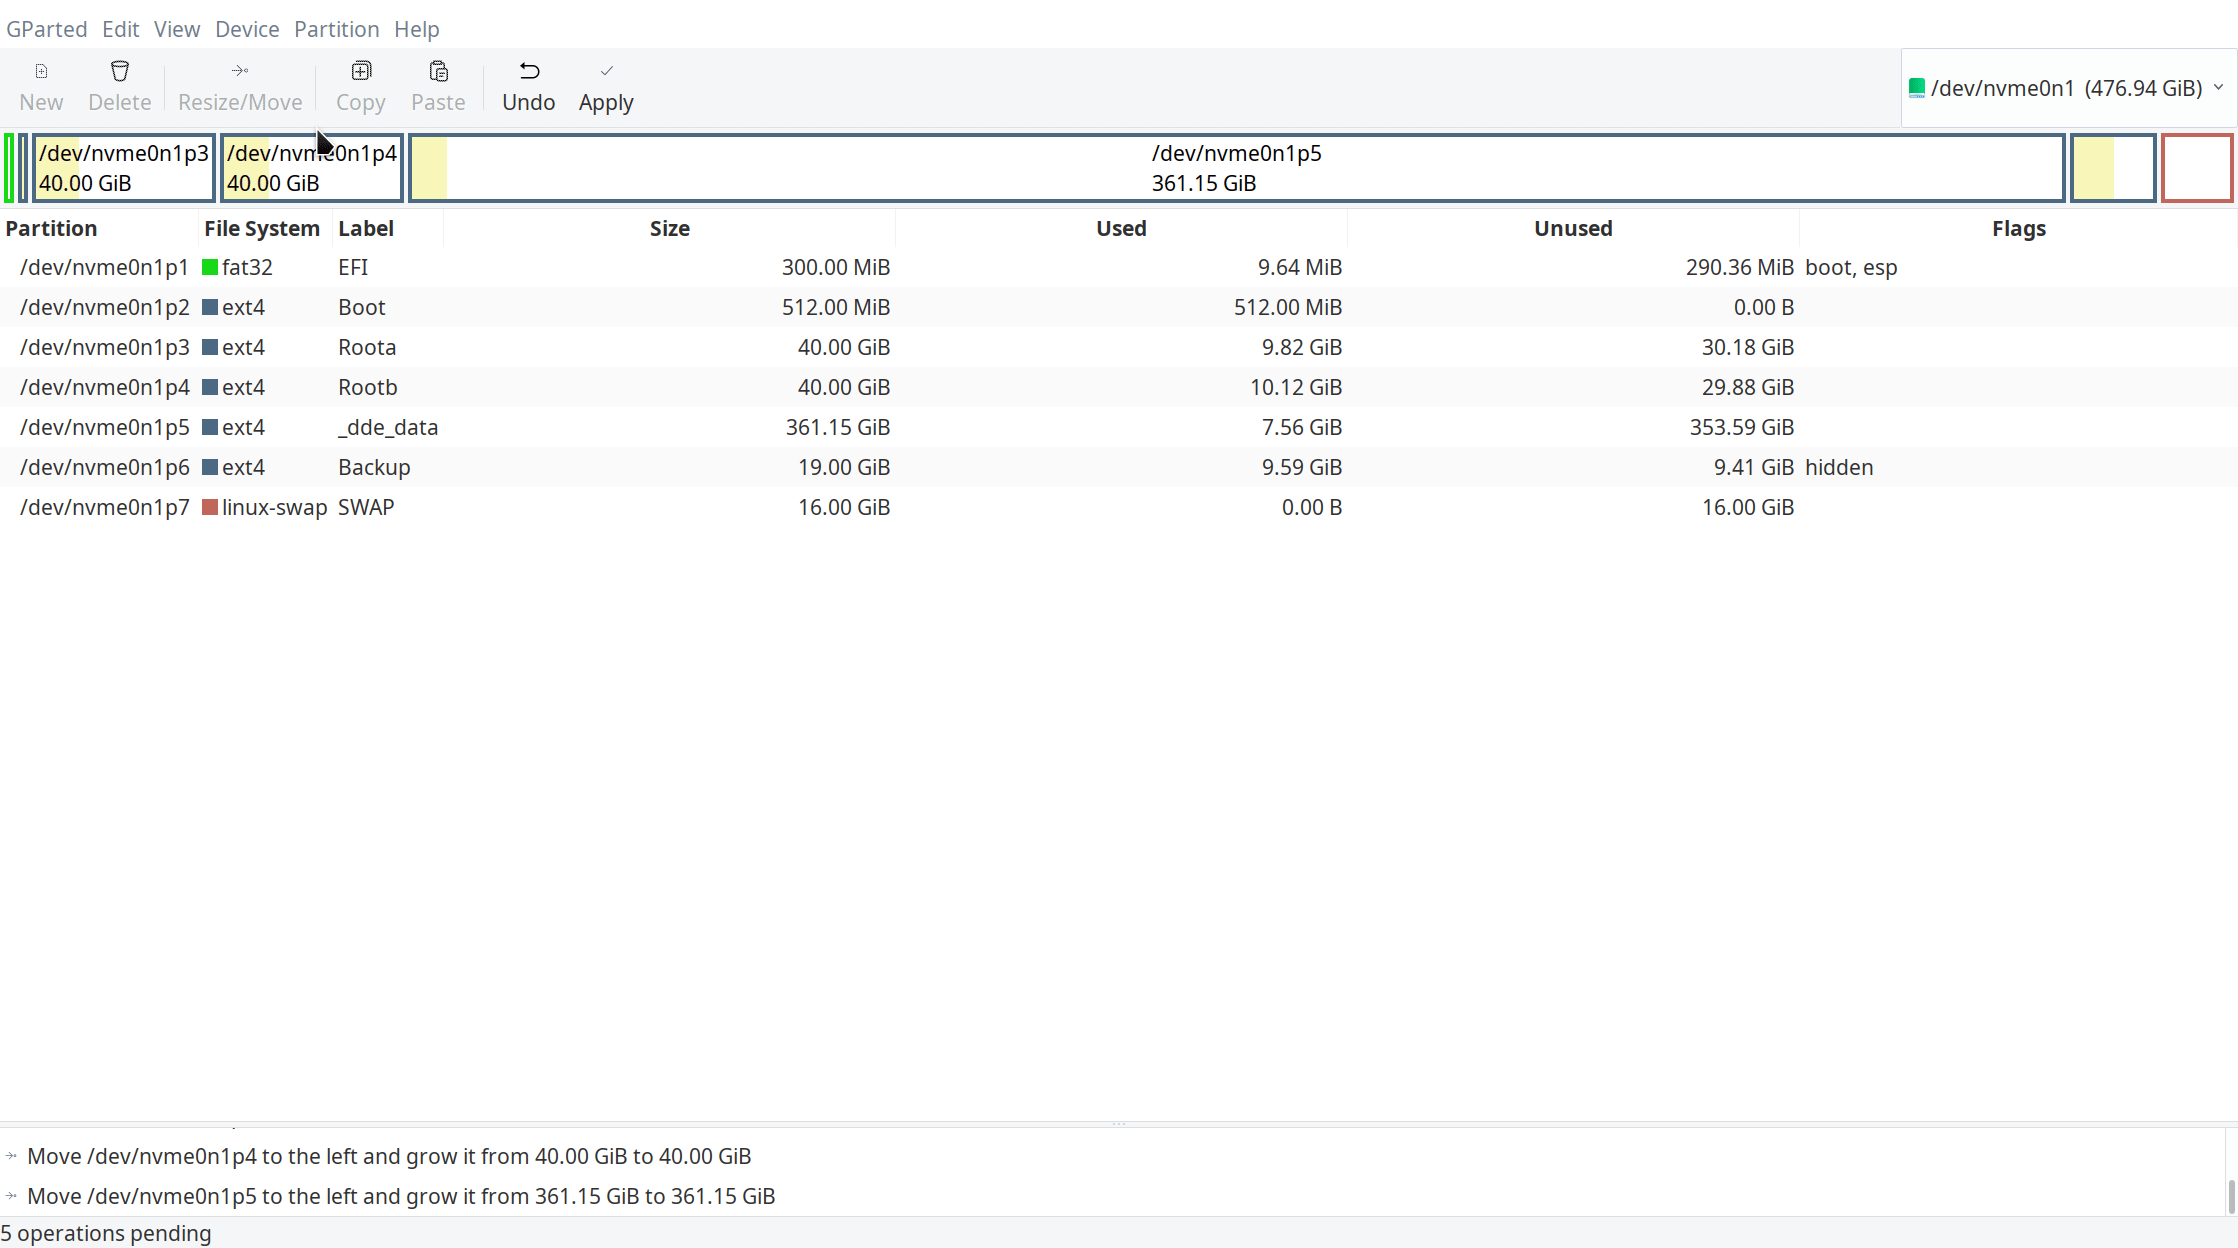 GParted Edit View Device Partition Help
New Delete Resize/Move Copy Paste Undo Apply /dev/nvme0n1 (476.94 GiB)
/dev/nvme0n1p3 /dev/nvme0n1p4 /dev/nvme0n1p5
40.00 GiB 40.00 GiB 361.15 GiB
Partition File System Label Size Used Unused Flags
/dev/nvme0n1p1 fat32 EFI 300.00 MiB 9.64 MiB 290.36 MiB boot, esp
/dev/nvme0n1p2 ext4 Boot 512.00 MiB 512.00 MiB 0.00 B
/dev/nvme0n1p3 ext4 Roota 40.00 GiB 9.82 GiB 30.18 GiB
/dev/nvme0n1p4 ext4 Rootb 40.00 GiB 10.12 GiB 29.88 GiB
/dev/nvme0n1p5 ext4 _dde_data 361.15 GiB 7.56 GiB 353.59 GiB
/dev/nvme0n1p6 ext4 Backup 19.00 GiB 9.59 GiB 9.41 GiB hidden
/dev/nvme0n1p7 linux-swap SWAP 16.00 GiB 0.00 B 16.00 GiB
Move /dev/nvme0n1p4 to the left and grow it from 40.00 GiB to 40.00 GiB
Move /dev/nvme0n1p5 to the left and grow it from 361.15 GiB to 361.15 GiB
5 operations pending